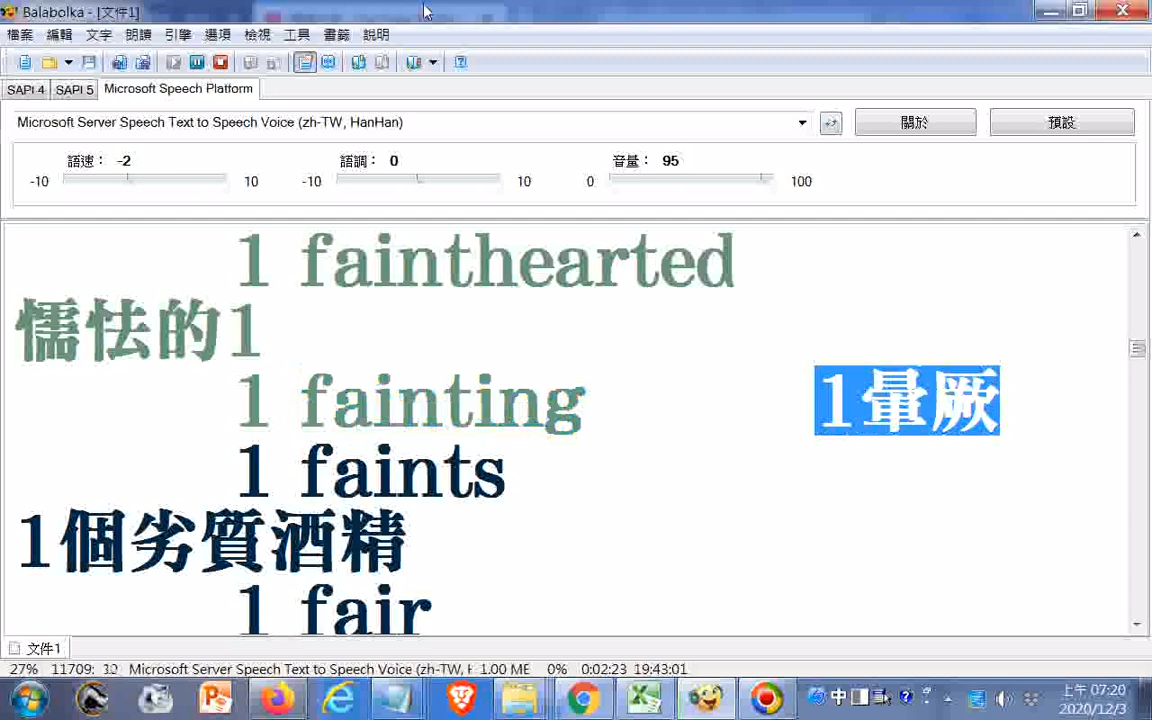 Balabolka - [文件1]
檔案 編輯 文字 朗讀 引擎 選項 檢視 工具 書籤 說明
SAPI 4 SAPI 5 Microsoft Speech Platform
Microsoft Server Speech Text to Speech Voice (zh-TW, HanHan) 關於 預設
語速： -2 語調： 0 音量： 95
-10 10 -10 10 0 100
1 fainthearted
懦怯的1
1 fainting 1暈厥
1 faints
1個劣質酒精
1 fair
文件1
27% 11709: 32 Microsoft Server Speech Text to Speech Voice (zh-TW, H 1.00 ME 0% 0:02:23 19:43:01
中 上午 07:20
2020/12/3